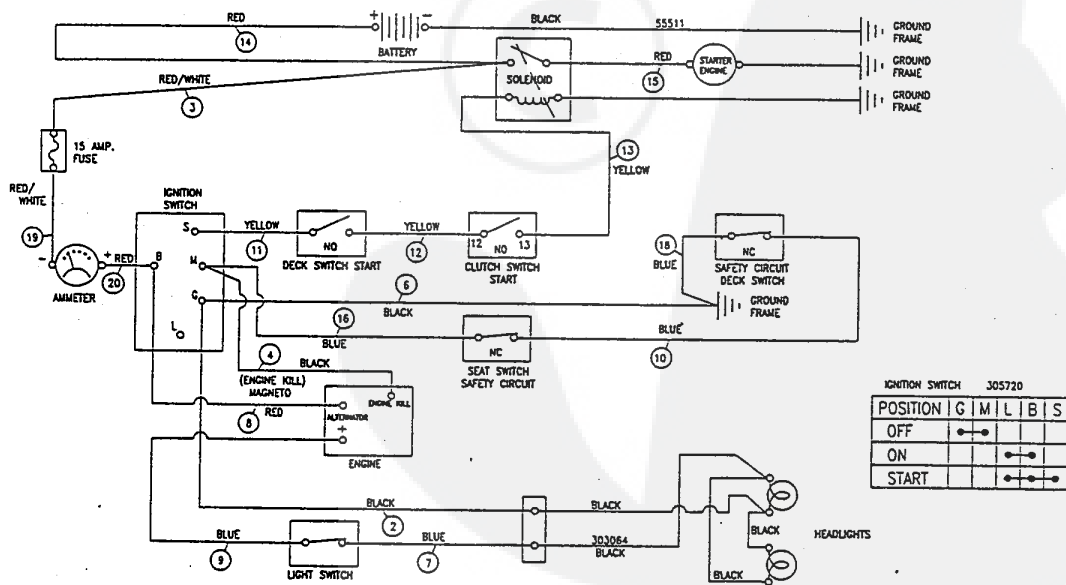 RED
14
+
−
BATTERY
BLACK
55511
GROUND
FRAME
RED/WHITE
3
SOLENOID
RED
15
STARTER
ENGINE
GROUND
FRAME
GROUND
FRAME
15 AMP.
FUSE
13
YELLOW
RED/
WHITE
19
IGNITION
SWITCH
S
M
G
L
B
YELLOW
11
NO
DECK SWITCH START
YELLOW
12
12
13
NO
CLUTCH SWITCH
START
18
BLUE
NC
SAFETY CIRCUIT
DECK SWITCH
−
+
RED
20
AMMETER
6
BLACK
GROUND
FRAME
16
BLUE
NC
SEAT SWITCH
SAFETY CIRCUIT
BLUE
10
4
BLACK
(ENGINE KILL)
MAGNETO
8
RED
ALTERNATOR
ENGINE KILL
+
ENGINE
IGNITION SWITCH 305720
POSITION G M L B S
OFF
ON
START
BLACK
2
BLACK
BLUE
9
LIGHT SWITCH
BLUE
7
303064
BLACK
BLACK
BLACK
HEADLIGHTS